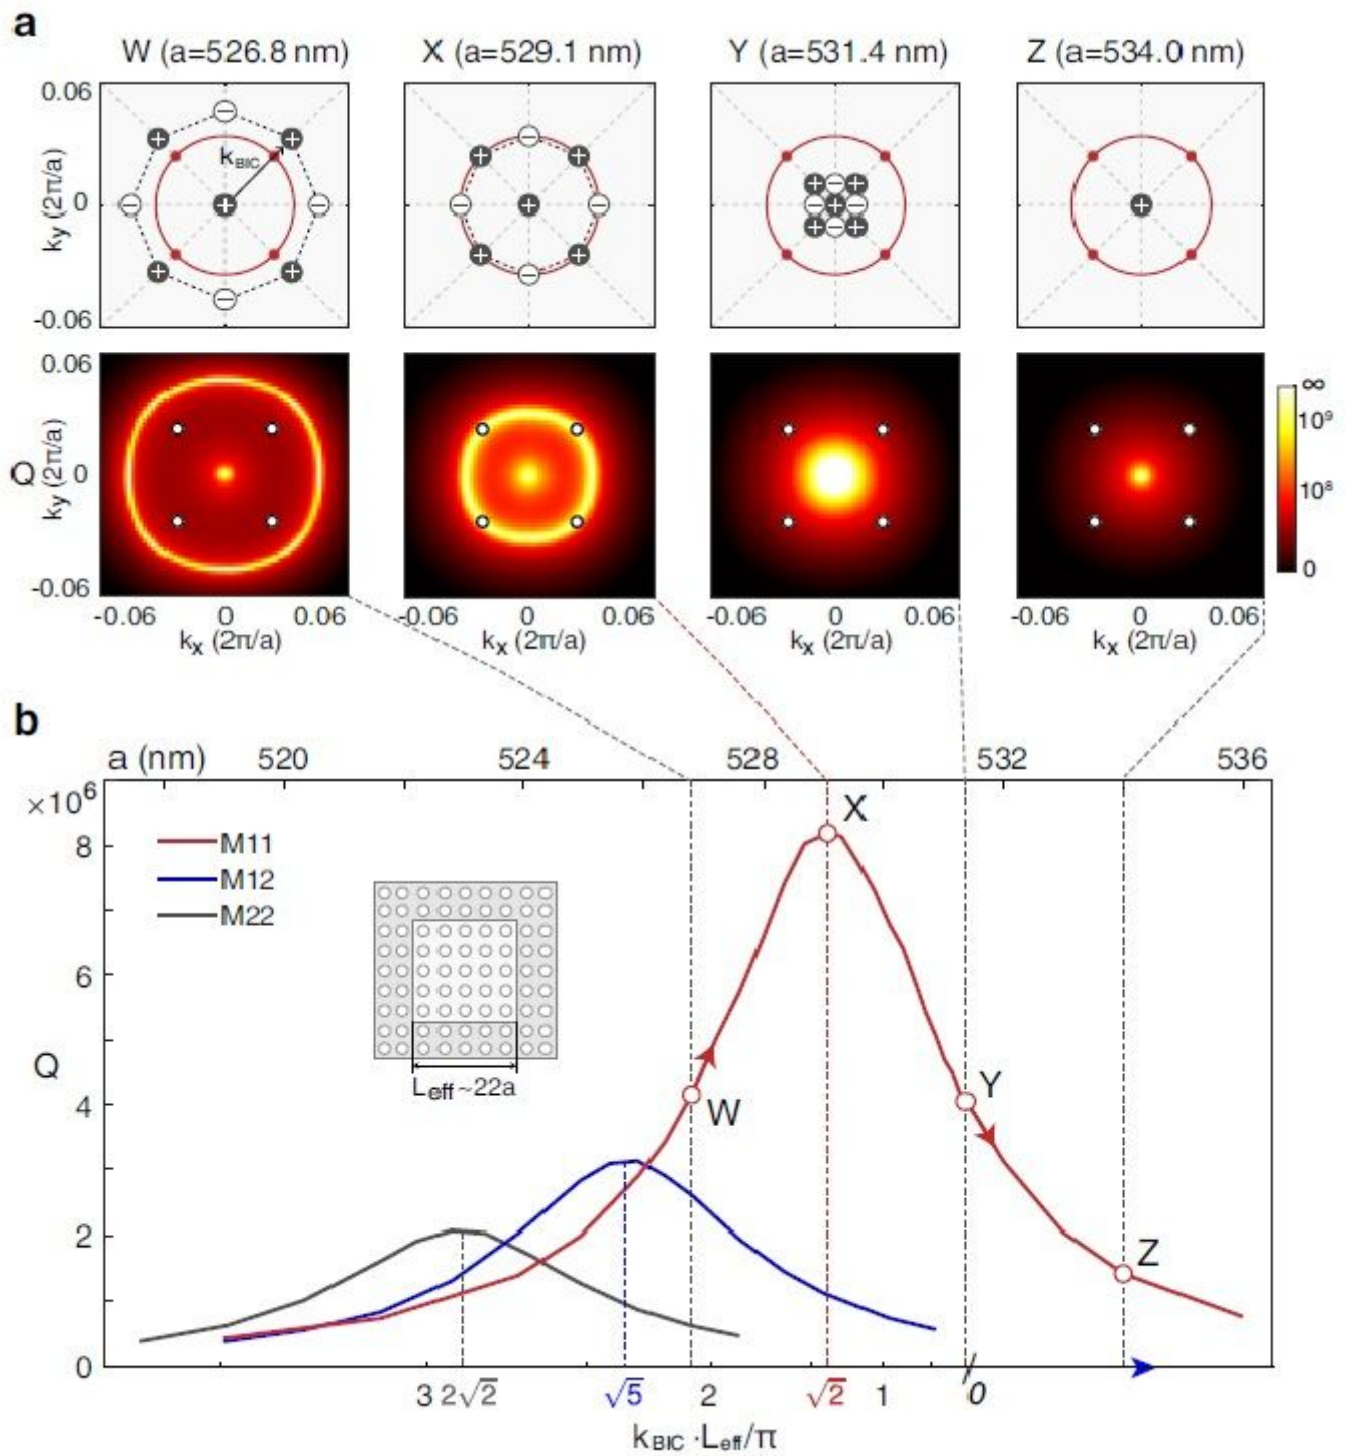 a
W (a=526.8 nm) X (a=529.1 nm) Y (a=531.4 nm) Z (a=534.0 nm)
0.06
ky (2π/a) 0
-0.06
kBIC
+ − + − + − + − +
+ − + − + − + − +
+ − + − + − + − +
+
0.06
Q ky (2π/a) 0
-0.06
∞
10⁹
10⁸
0
-0.06 0 0.06 -0.06 0 0.06 -0.06 0 0.06 -0.06 0 0.06
kx (2π/a) kx (2π/a) kx (2π/a) kx (2π/a)
b
a (nm) 520 524 528 532 536
×10⁶
8
6
Q
4
2
0
M11
M12
M22
Leff ~22a
X
W
Y
Z
3 2√2 √5 2 √2 1 0
kBIC ·Leff/π